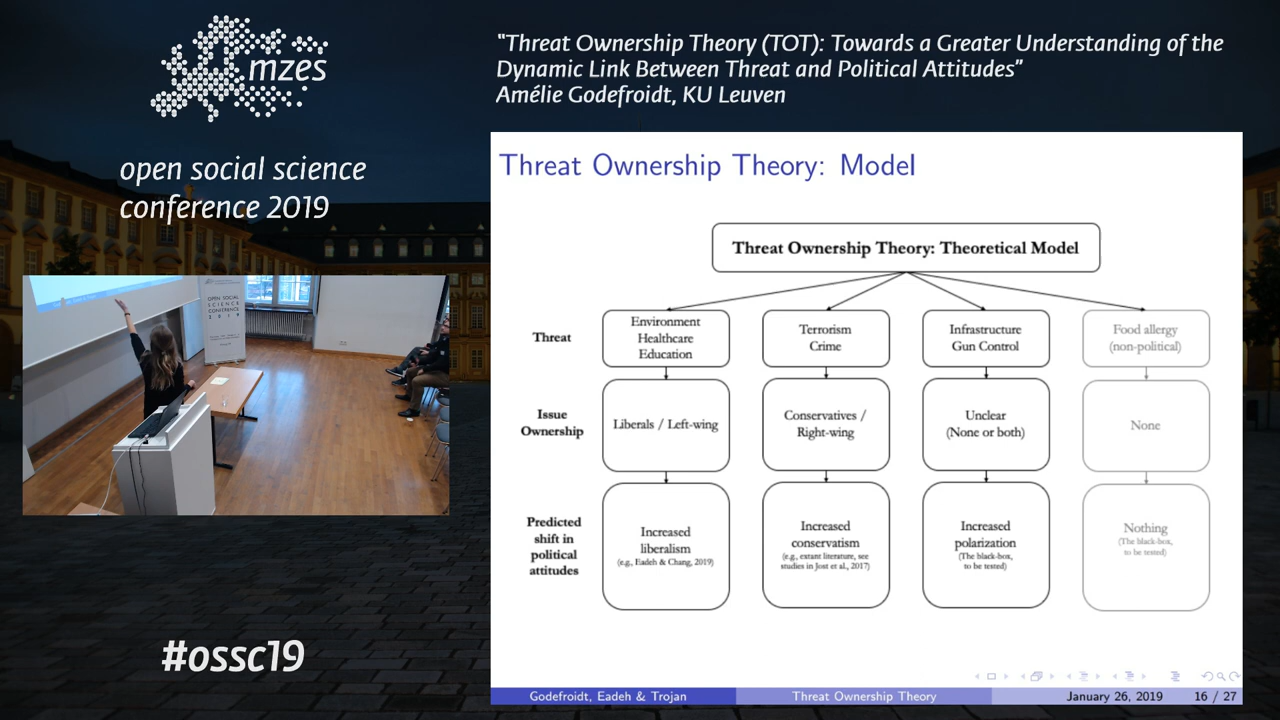 mzes
open social science
conference 2019
"Threat Ownership Theory (TOT): Towards a Greater Understanding of the
Dynamic Link Between Threat and Political Attitudes"
Amélie Godefroidt, KU Leuven
OPEN SOCIAL
SCIENCE
CONFERENCE
2019
#ossc19
Threat Ownership Theory: Model
Threat Ownership Theory: Theoretical Model
Threat
Environment
Healthcare
Education
Terrorism
Crime
Infrastructure
Gun Control
Food allergy
(non-political)
Issue
Ownership
Liberals / Left-wing
Conservatives /
Right-wing
Unclear
(None or both)
None
Predicted
shift in
political
attitudes
Increased
liberalism
(e.g., Eadeh & Chang, 2019)
Increased
conservatism
(e.g., extant literature, see
studies in Jost et al., 2017)
Increased
polarization
(The black-box,
to be tested)
Nothing
(The black-box,
to be tested)
Godefroidt, Eadeh & Trojan
Threat Ownership Theory
January 26, 2019
16 / 27